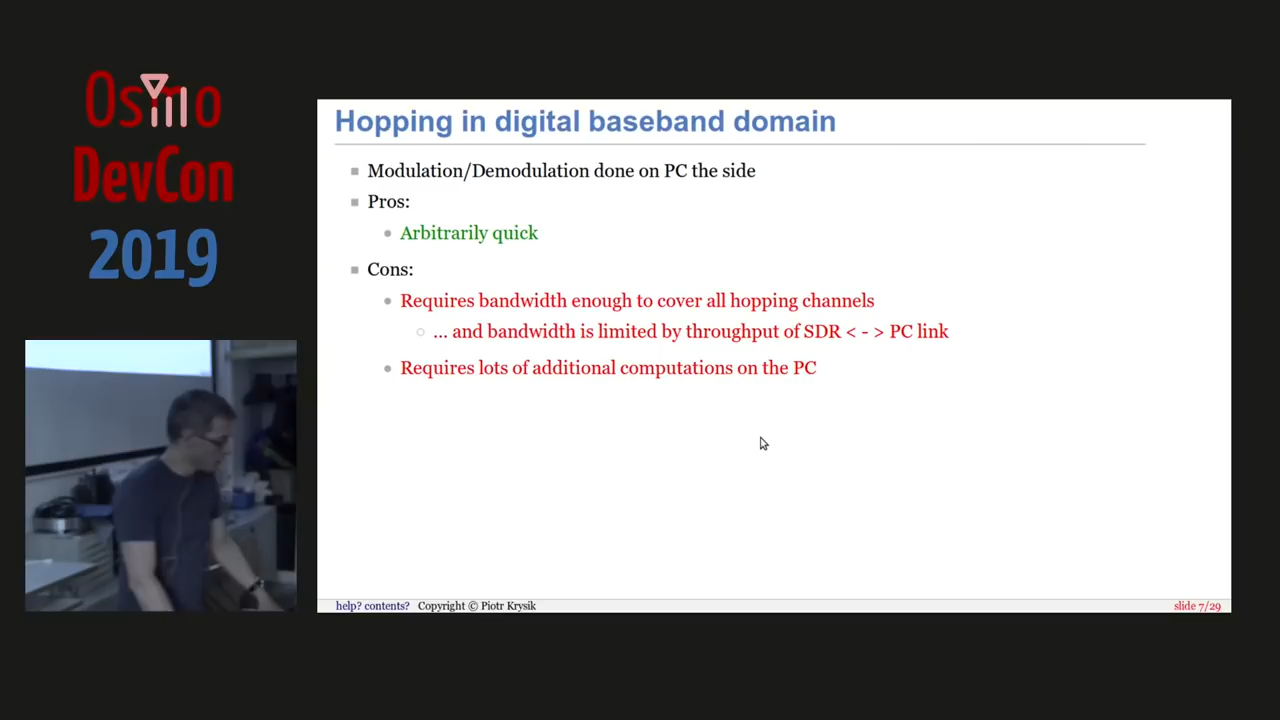 Osmo
DevCon
2019
Hopping in digital baseband domain
Modulation/Demodulation done on PC the side
Pros:
Arbitrarily quick
Cons:
Requires bandwidth enough to cover all hopping channels
... and bandwidth is limited by throughput of SDR < - > PC link
Requires lots of additional computations on the PC
help? contents? Copyright © Piotr Krysik
slide 7/29